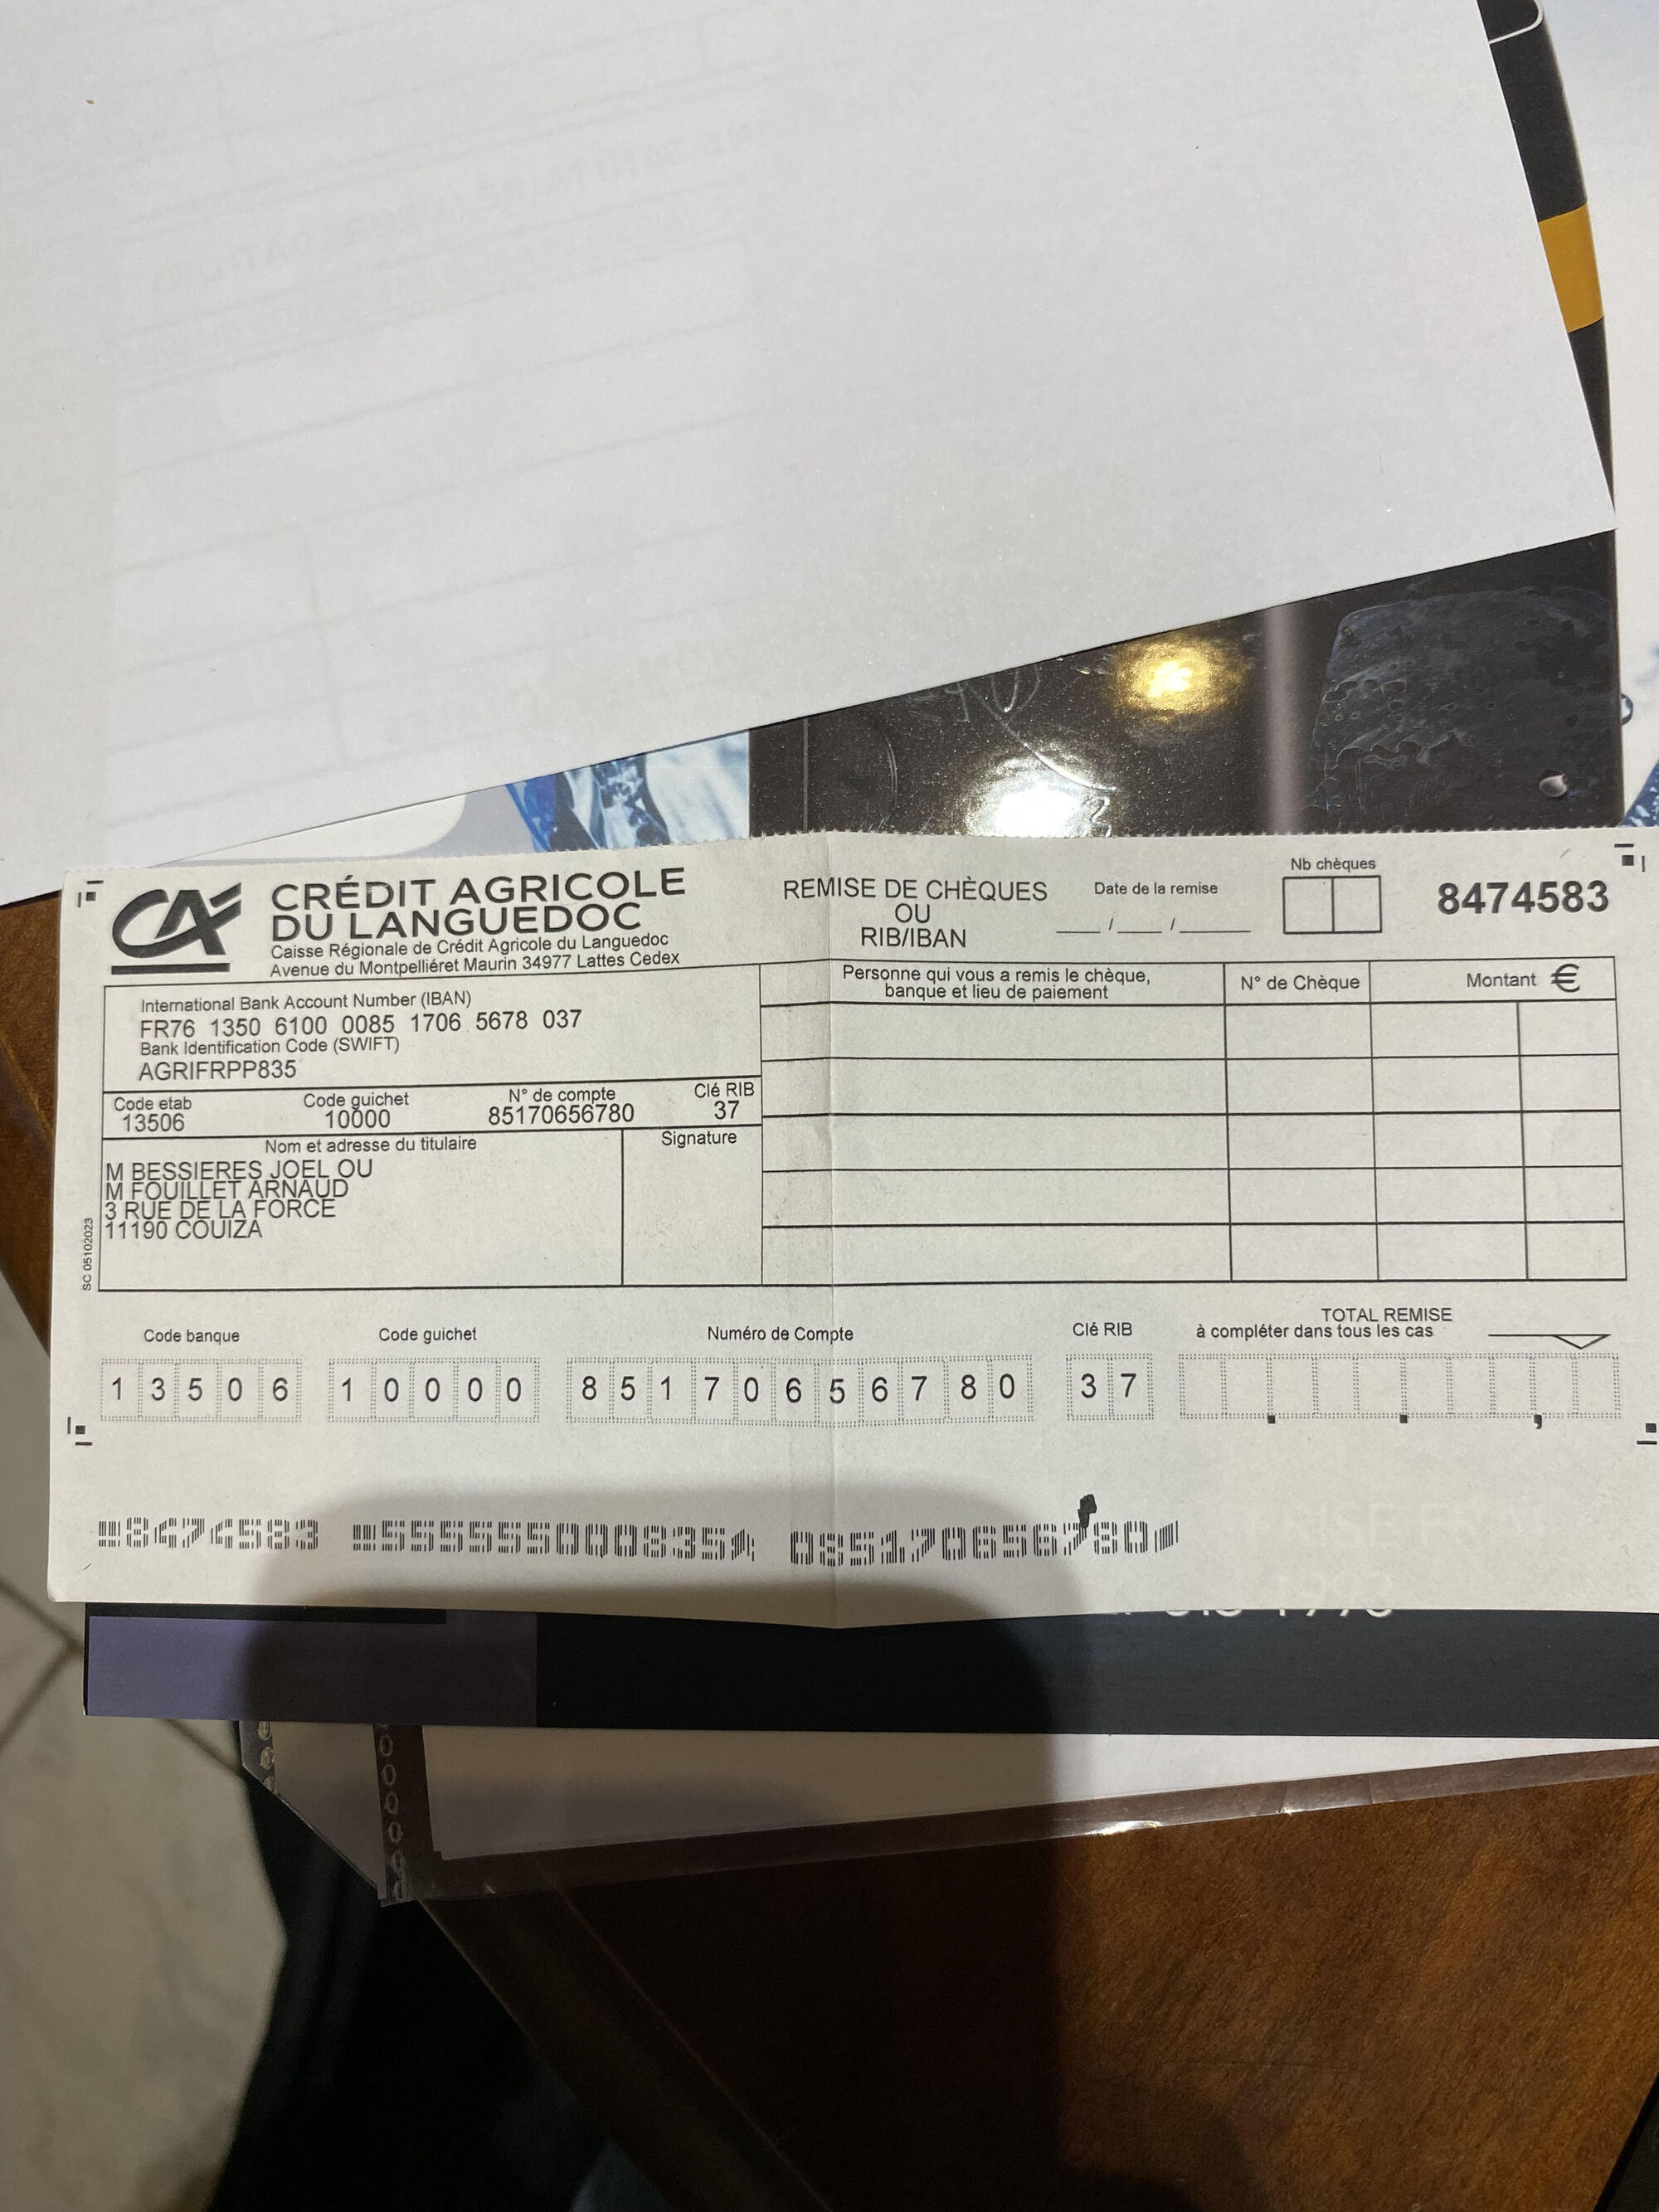 CRÉDIT AGRICOLE
DU LANGUEDOC
Caisse Régionale de Crédit Agricole du Languedoc
Avenue du Montpelliéret Maurin 34977 Lattes Cedex
REMISE DE CHÈQUES
OU
RIB/IBAN
Date de la remise
/ /
Nb chèques
8474583
International Bank Account Number (IBAN)
FR76 1350 6100 0085 1706 5678 037
Bank Identification Code (SWIFT)
AGRIFRPP835
Code etab Code guichet N° de compte Clé RIB
13506 10000 85170656780 37
Nom et adresse du titulaire
Signature
M BESSIERES JOEL OU
M FOUILLET ARNAUD
3 RUE DE LA FORCE
11190 COUIZA
SC 05102023
Personne qui vous a remis le chèque,
banque et lieu de paiement
N° de Chèque
Montant €
Code banque Code guichet Numéro de Compte Clé RIB
TOTAL REMISE
à compléter dans tous les cas
1 3 5 0 6 1 0 0 0 0 8 5 1 7 0 6 5 6 7 8 0 3 7
8474583 555555000835 085170656780
1993